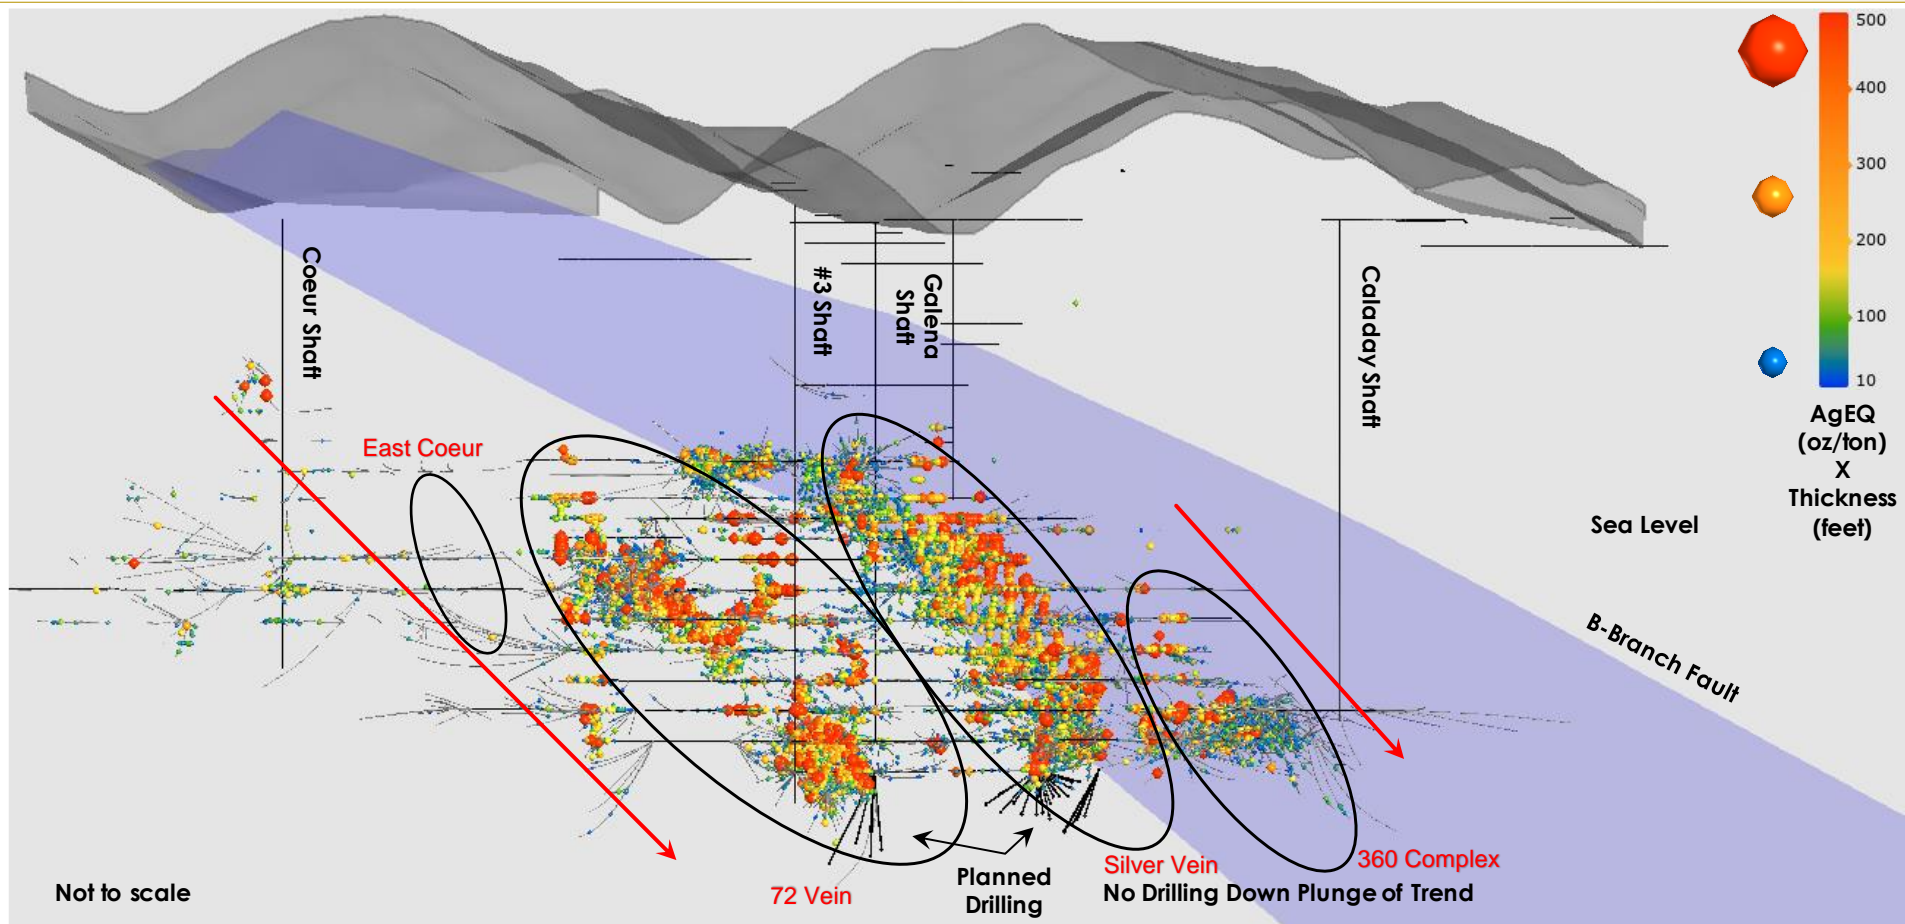 500
400
300
200
100
10
AgEQ
(oz/ton)
X
Thickness
(feet)
Coeur Shaft
#3 Shaft
Galena
Shaft
Caladay Shaft
East Coeur
Sea Level
B-Branch Fault
72 Vein
Planned
Drilling
Silver Vein
360 Complex
No Drilling Down Plunge of Trend
Not to scale